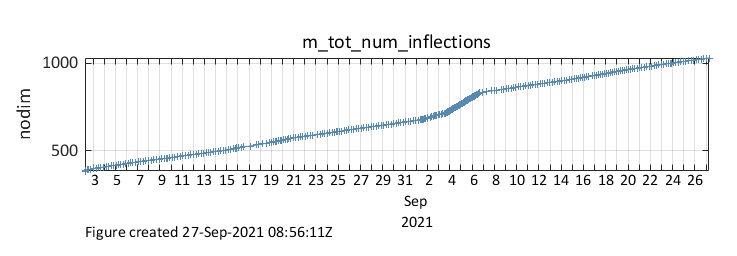 m_tot_num_inflections
1000
nodim
500
3 5 7 9 11 13 15 17 19 21 23 25 27 29 31 2 4 6 8 10 12 14 16 18 20 22 24 26
Sep
2021
Figure created 27-Sep-2021 08:56:11Z